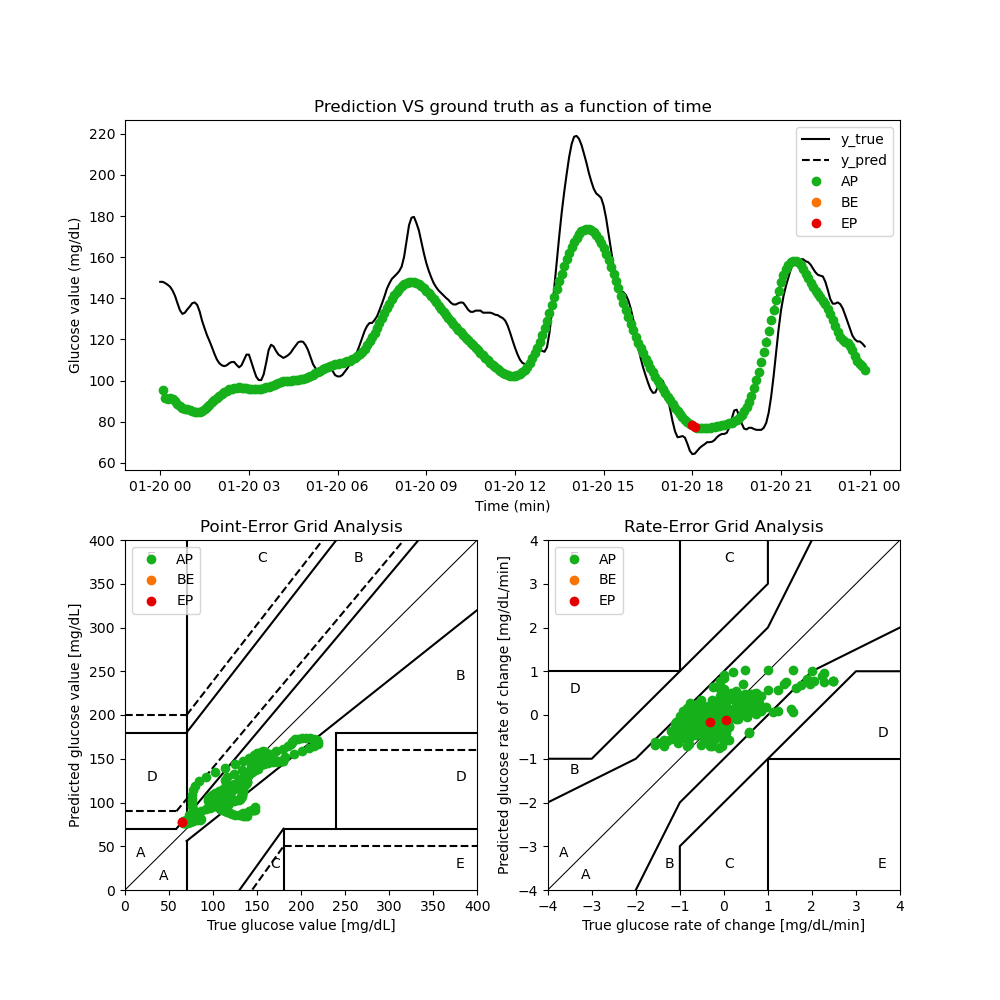 Prediction VS ground truth as a function of time
Glucose value (mg/dL)
220
200
180
160
140
120
100
80
60
y_true
y_pred
AP
BE
EP
01-20 00 01-20 03 01-20 06 01-20 09 01-20 12 01-20 15 01-20 18 01-20 21 01-21 00
Time (min)
Point-Error Grid Analysis
Predicted glucose value [mg/dL]
400
350
300
250
200
150
100
50
0
AP
BE
EP
C
B
B
D
D
A
A
C
E
0 50 100 150 200 250 300 350 400
True glucose value [mg/dL]
Rate-Error Grid Analysis
Predicted glucose rate of change [mg/dL/min]
4
3
2
1
0
−1
−2
−3
−4
AP
BE
EP
C
D
D
B
A
A
B
C
E
−4 −3 −2 −1 0 1 2 3 4
True glucose rate of change [mg/dL/min]